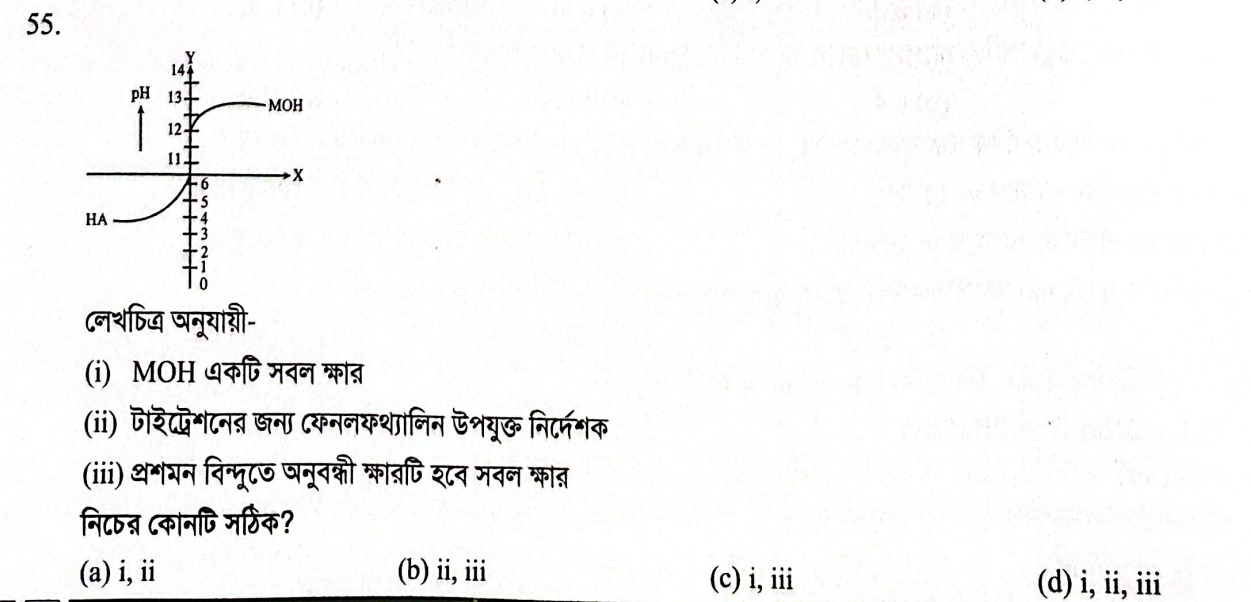 55.
Y
14
pH
13
MOH
12
11
X
6
5
HA
4
3
2
1
0
লেখচিত্র অনুযায়ী-
(i) MOH একটি সবল ক্ষার
(ii) টাইট্রেশনের জন্য ফেনলফথ্যালিন উপযুক্ত নির্দেশক
(iii) প্রশমন বিন্দুতে অনুবন্ধী ক্ষারটি হবে সবল ক্ষার
নিচের কোনটি সঠিক?
(a) i, ii (b) ii, iii (c) i, iii (d) i, ii, iii